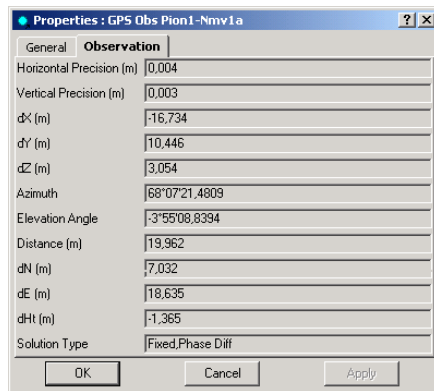 Properties : GPS Obs Pion1-Nmv1a
General Observation
Horizontal Precision (m) 0,004
Vertical Precision (m) 0,003
dX (m) -16,734
dY (m) 10,446
dZ (m) 3,054
Azimuth 68°07'21,4809
Elevation Angle -3°55'08,8394
Distance (m) 19,962
dN (m) 7,032
dE (m) 18,635
dHt (m) -1,365
Solution Type Fixed,Phase Diff
OK Cancel Apply